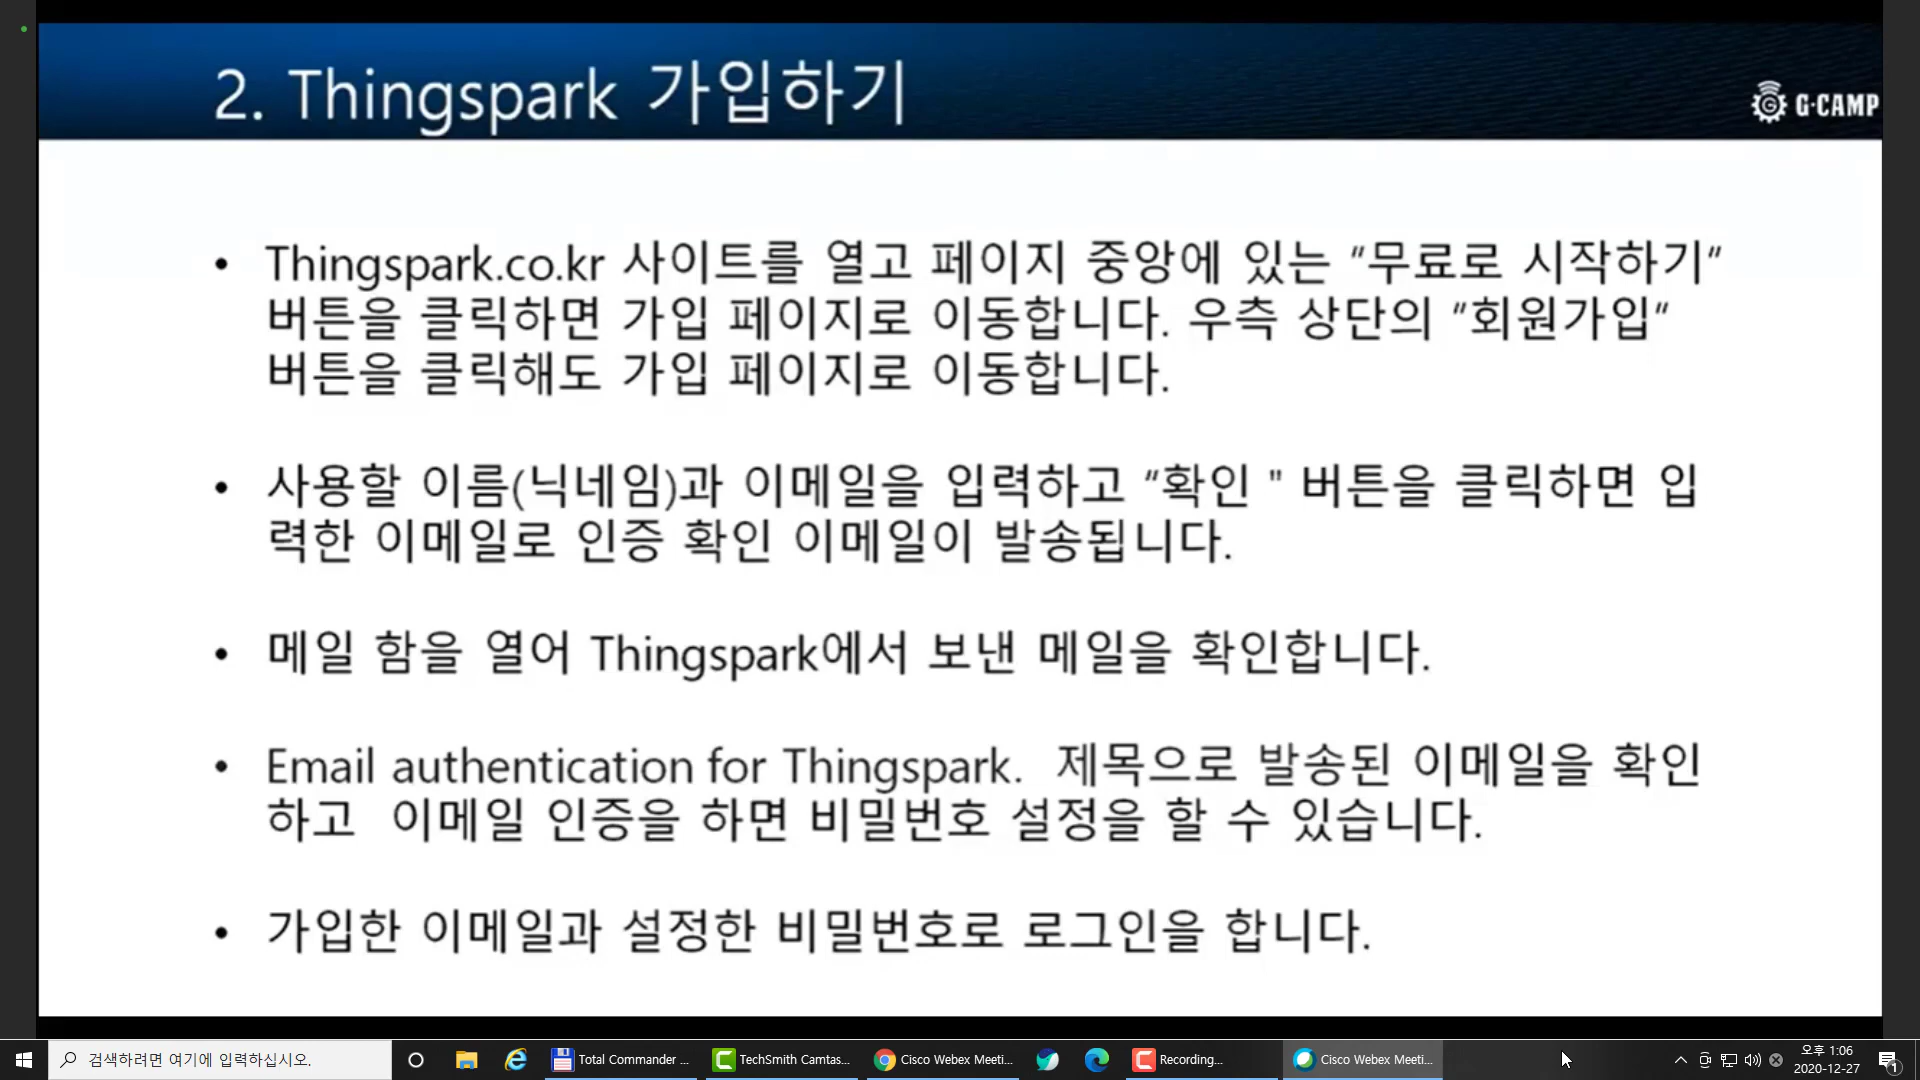 2. Thingspark 가입하기
G·CAMP
• Thingspark.co.kr 사이트를 열고 페이지 중앙에 있는 "무료로 시작하기"
버튼을 클릭하면 가입 페이지로 이동합니다. 우측 상단의 "회원가입"
버튼을 클릭해도 가입 페이지로 이동합니다.
• 사용할 이름(닉네임)과 이메일을 입력하고 "확인 " 버튼을 클릭하면 입
력한 이메일로 인증 확인 이메일이 발송됩니다.
• 메일 함을 열어 Thingspark에서 보낸 메일을 확인합니다.
• Email authentication for Thingspark. 제목으로 발송된 이메일을 확인
하고 이메일 인증을 하면 비밀번호 설정을 할 수 있습니다.
• 가입한 이메일과 설정한 비밀번호로 로그인을 합니다.
검색하려면 여기에 입력하십시오.
Total Commander ...
TechSmith Camtas...
Cisco Webex Meeti...
Recording...
Cisco Webex Meeti...
오후 1:06
2020-12-27
1